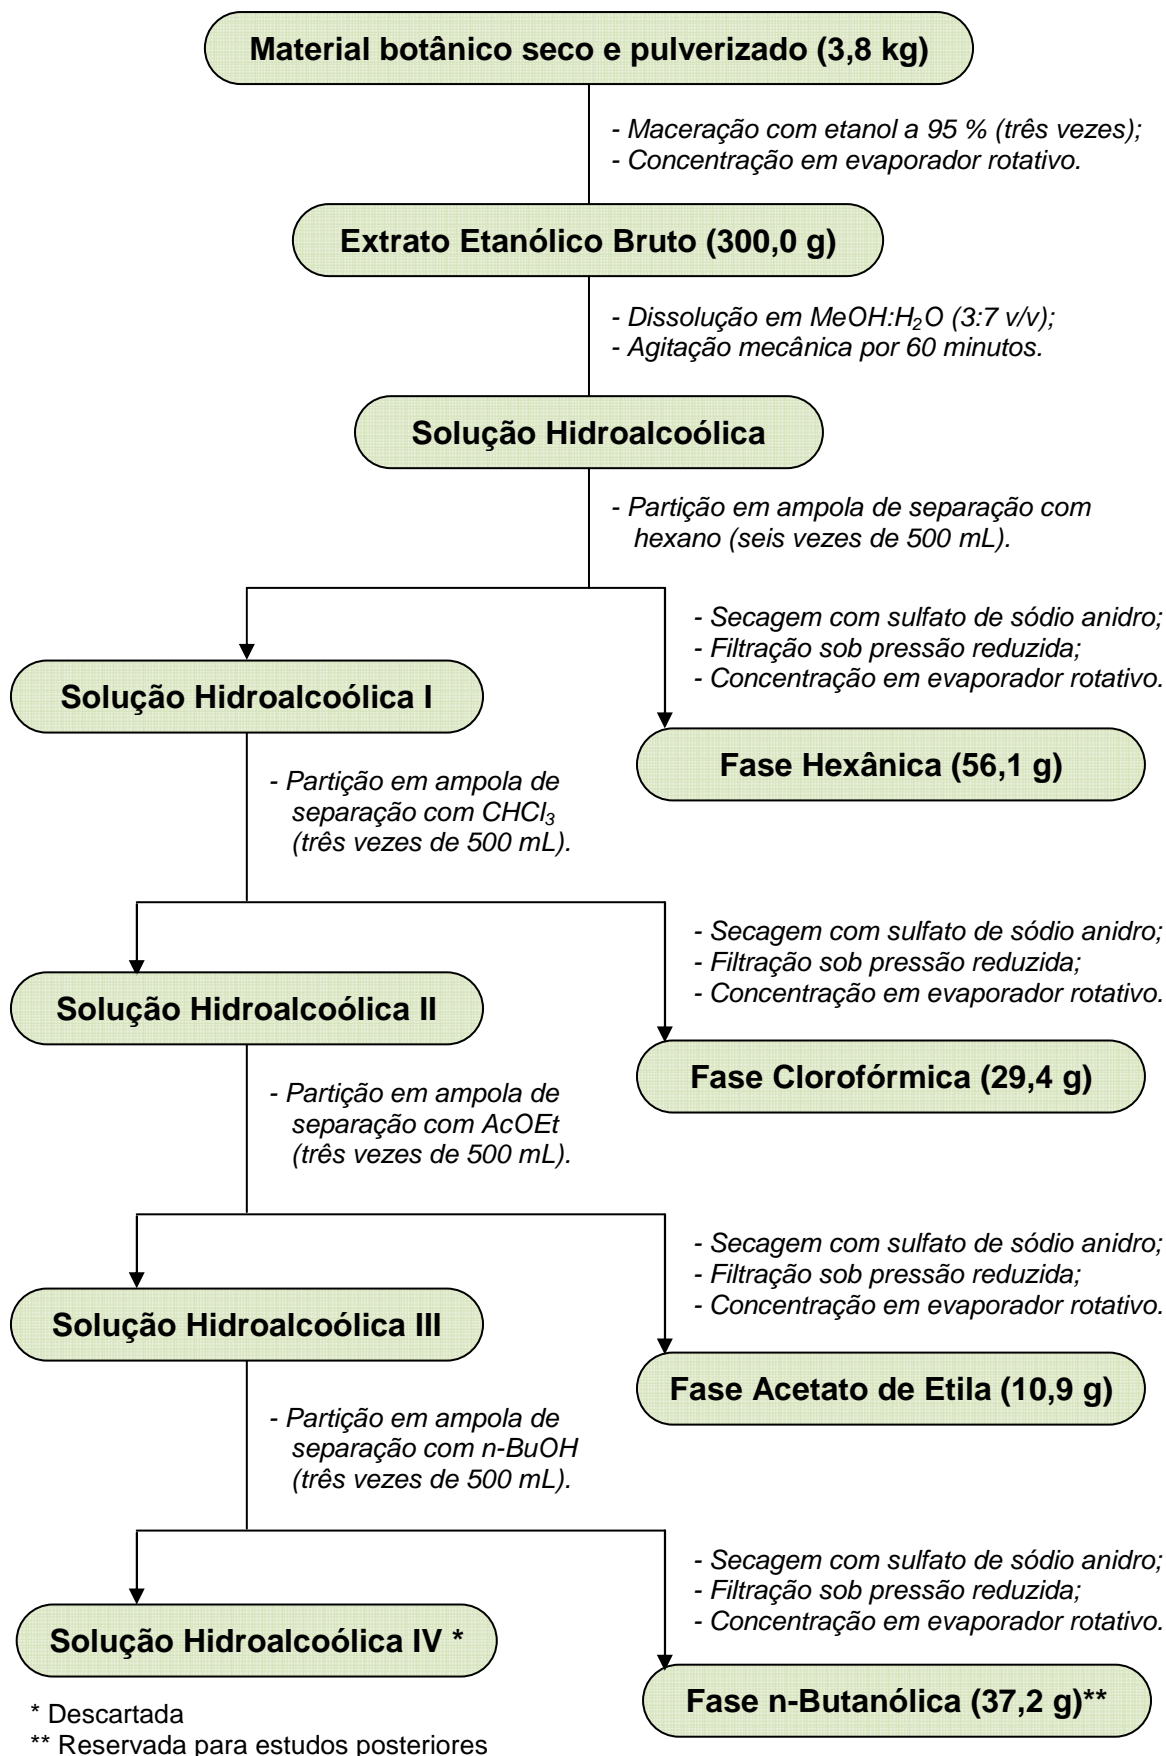 Material botânico seco e pulverizado (3,8 kg)
- Maceração com etanol a 95 % (três vezes);
- Concentração em evaporador rotativo.
Extrato Etanólico Bruto (300,0 g)
- Dissolução em MeOH:H₂O (3:7 v/v);
- Agitação mecânica por 60 minutos.
Solução Hidroalcoólica
- Partição em ampola de separação com
hexano (seis vezes de 500 mL).
- Secagem com sulfato de sódio anidro;
- Filtração sob pressão reduzida;
- Concentração em evaporador rotativo.
Solução Hidroalcoólica I
Fase Hexânica (56,1 g)
- Partição em ampola de
separação com CHCl₃
(três vezes de 500 mL).
- Secagem com sulfato de sódio anidro;
- Filtração sob pressão reduzida;
- Concentração em evaporador rotativo.
Solução Hidroalcoólica II
Fase Clorofórmica (29,4 g)
- Partição em ampola de
separação com AcOEt
(três vezes de 500 mL).
- Secagem com sulfato de sódio anidro;
- Filtração sob pressão reduzida;
- Concentração em evaporador rotativo.
Solução Hidroalcoólica III
Fase Acetato de Etila (10,9 g)
- Partição em ampola de
separação com n-BuOH
(três vezes de 500 mL).
- Secagem com sulfato de sódio anidro;
- Filtração sob pressão reduzida;
- Concentração em evaporador rotativo.
Solução Hidroalcoólica IV *
Fase n-Butanólica (37,2 g)**
* Descartada
** Reservada para estudos posteriores